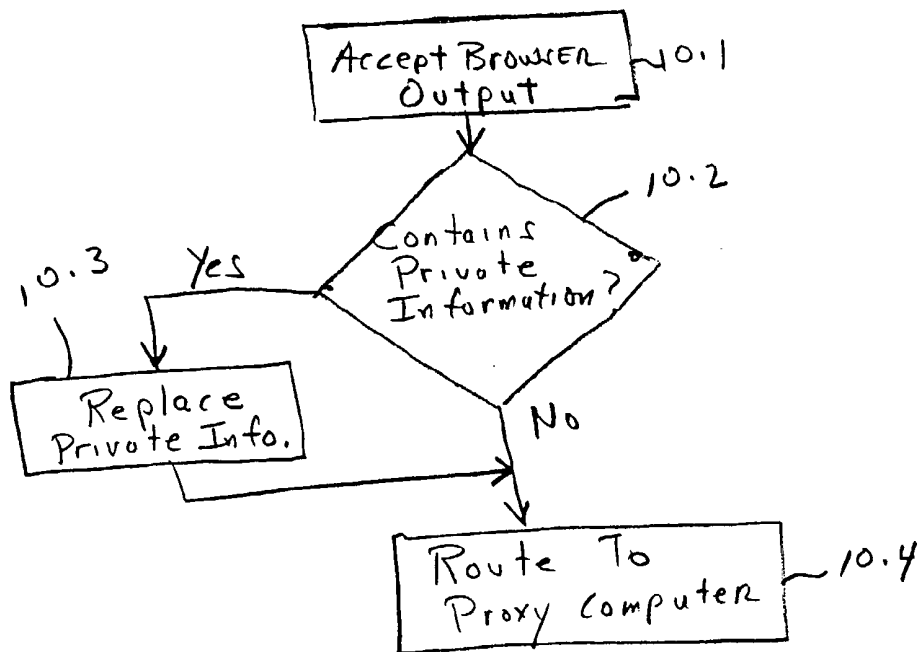 Accept Browser
Output
10.1
10.2
Contains
Private
Information?
Yes
10.3
Replace
Private Info.
No
Route To
Proxy Computer
10.4